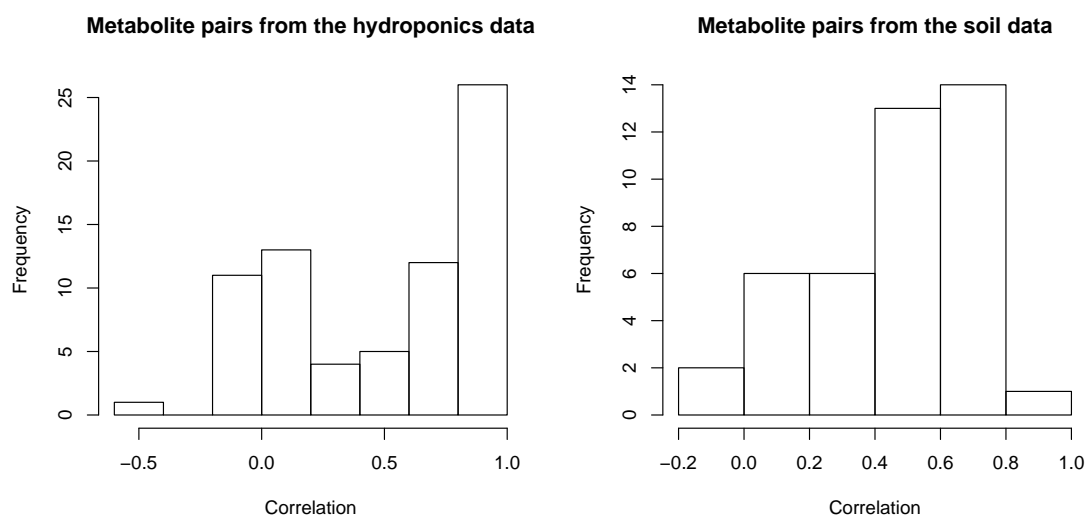 Metabolite pairs from the hydroponics data
Frequency
0 5 10 15 20 25
−0.5 0.0 0.5 1.0
Correlation
Metabolite pairs from the soil data
Frequency
0 2 4 6 8 10 12 14
−0.2 0.0 0.2 0.4 0.6 0.8 1.0
Correlation